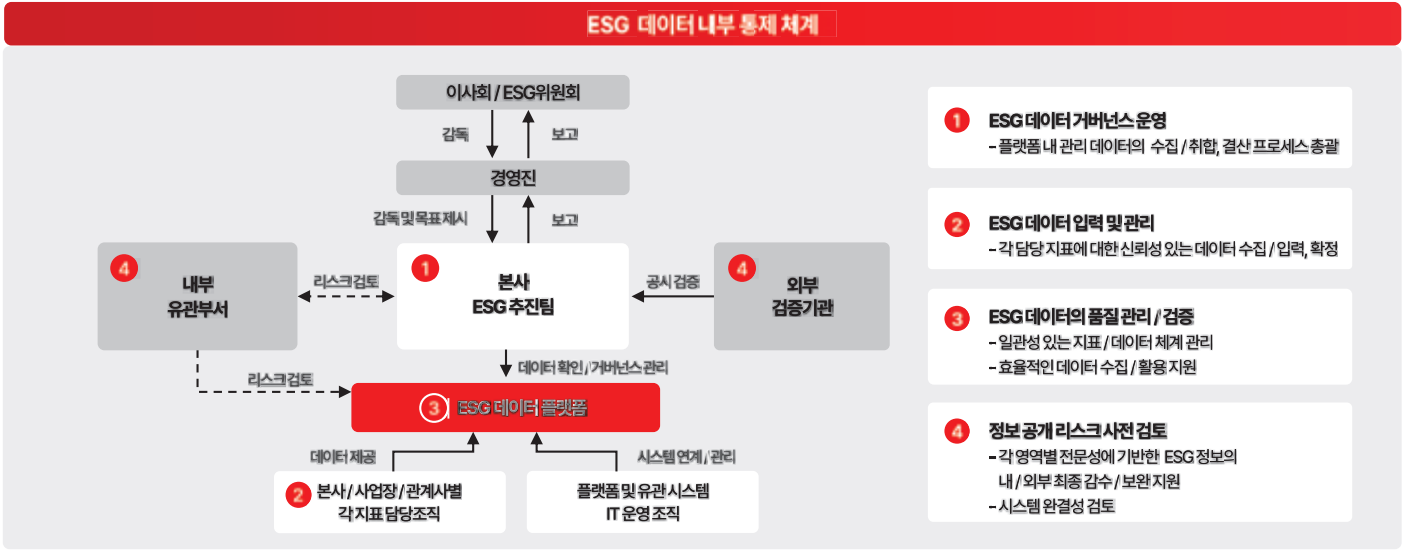 ESG 데이터 내부 통제 체계
이사회 / ESG위원회
감독
보고
경영진
감독 및 목표 제시
보고
4
내부
유관부서
리스크 검토
1
본사
ESG 추진팀
공시 검증
4
외부
검증기관
리스크 검토
데이터 확인 / 거버넌스 관리
3 ESG 데이터 플랫폼
데이터 제공
시스템 연계 / 관리
2 본사 / 사업장 / 관계사별
각 지표 담당조직
플랫폼 및 유관 시스템
IT 운영 조직
1 ESG 데이터 거버넌스 운영
– 플랫폼 내 관리 데이터의 수집 / 취합, 결산 프로세스 총괄
2 ESG 데이터 입력 및 관리
– 각 담당 지표에 대한 신뢰성 있는 데이터 수집 / 입력, 확정
3 ESG 데이터의 품질 관리 / 검증
– 일관성 있는 지표 / 데이터 체계 관리
– 효율적인 데이터 수집 / 활용 지원
4 정보 공개 리스크 사전 검토
– 각 영역별 전문성에 기반한 ESG 정보의
내 / 외부 최종 감수 / 보완 지원
– 시스템 완결성 검토